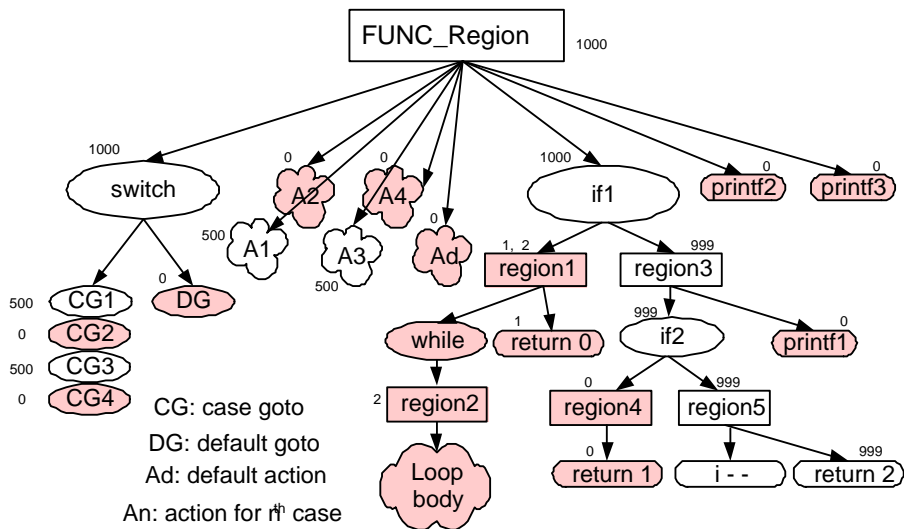 FUNC_Region 1000
1000 0 0 1000 0 0
switch A2 A4 if1 printf2 printf3
500 A1 A3 0 Ad 1, 2 999
500
region1 region3
0
500 CG1 DG 1 999 0
0 CG2 while return 0 if2 printf1
500 CG3
0 CG4 0 999
2 region2 region4 region5
CG: case goto
DG: default goto 0 999
Ad: default action Loop return 1 i - - return 2
body
An: action for nth case